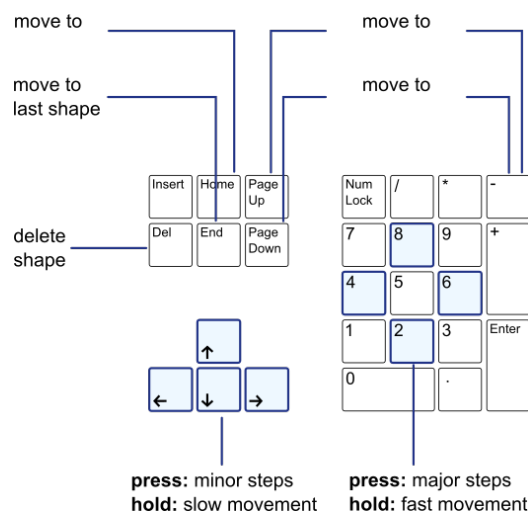 move to
move to
move to
last shape
move to
Insert
Home
Page
Up
Num
Lock
/
*
-
delete
shape
Del
End
Page
Down
7
8
9
+
4
5
6
1
2
3
Enter
0
.
↑
←
↓
→
press: minor steps
hold: slow movement
press: major steps
hold: fast movement